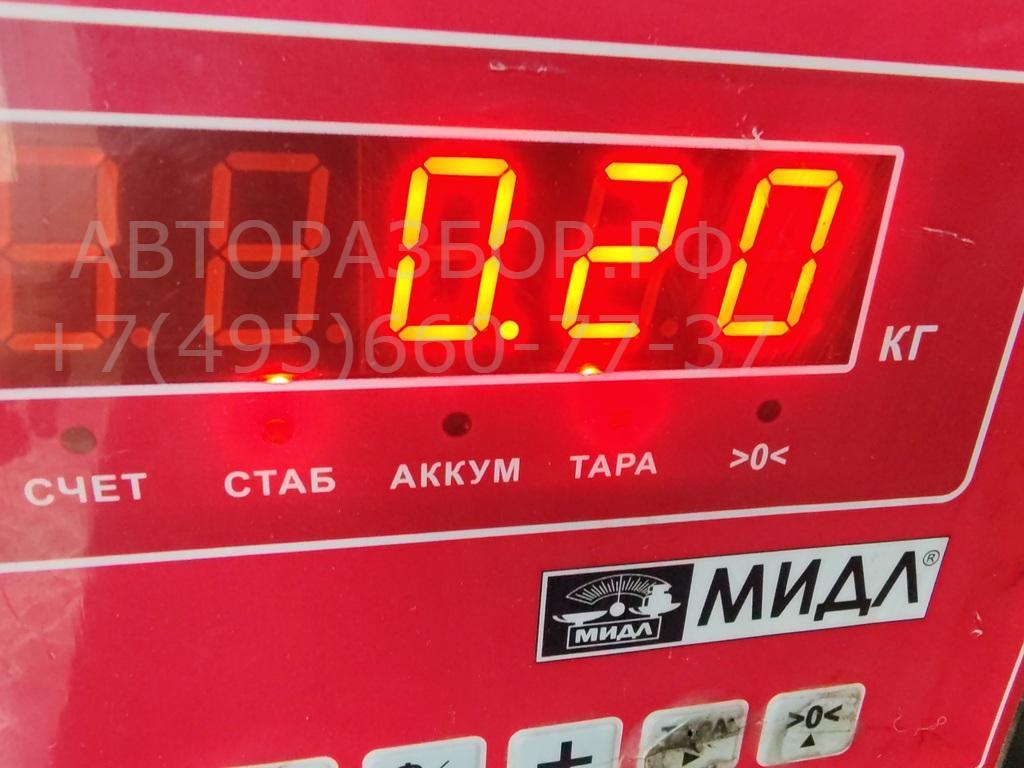 0.20
КГ
АВТОРАЗБОР.РФ
+7(495)660-77-37
СЧЕТ СТАБ АККУМ ТАРА >0<
МИДЛ МИДЛ®
+ >0<